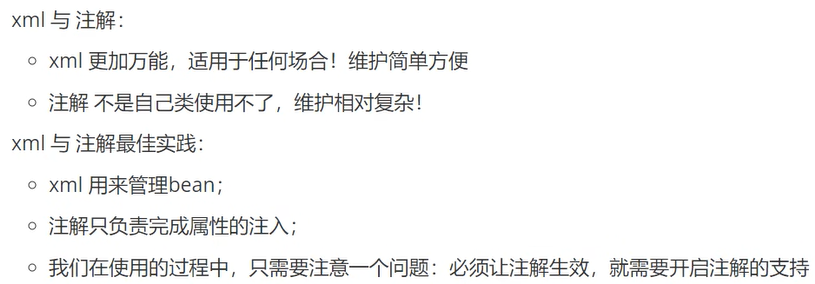 xml 与 注解：
xml 更加万能，适用于任何场合！维护简单方便
注解 不是自己类使用不了，维护相对复杂！
xml 与 注解最佳实践：
xml 用来管理bean；
注解只负责完成属性的注入；
我们在使用的过程中，只需要注意一个问题：必须让注解生效，就需要开启注解的支持